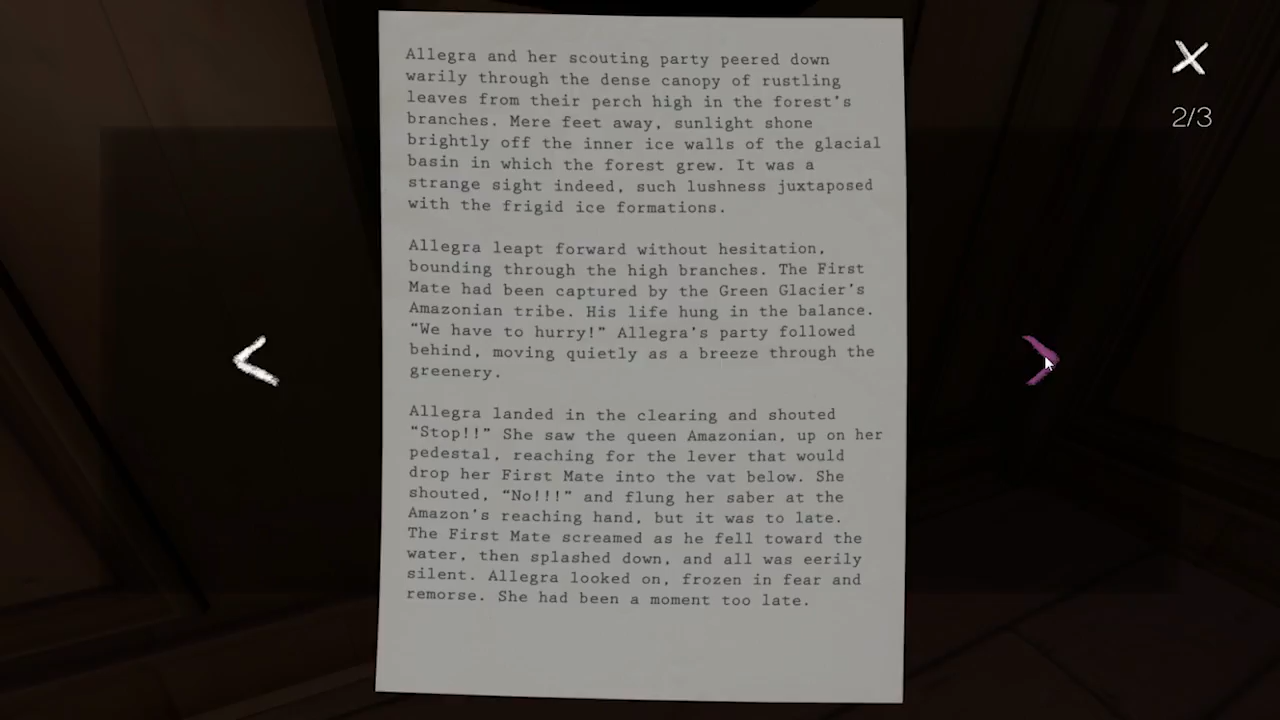 Allegra and her scouting party peered down
warily through the dense canopy of rustling
leaves from their perch high in the forest's
branches. Mere feet away, sunlight shone
brightly off the inner ice walls of the glacial
basin in which the forest grew. It was a
strange sight indeed, such lushness juxtaposed
with the frigid ice formations.
Allegra leapt forward without hesitation,
bounding through the high branches. The First
Mate had been captured by the Green Glacier's
Amazonian tribe. His life hung in the balance.
“We have to hurry!” Allegra's party followed
behind, moving quietly as a breeze through the
greenery.
Allegra landed in the clearing and shouted
“Stop!!” She saw the queen Amazonian, up on her
pedestal, reaching for the lever that would
drop her First Mate into the vat below. She
shouted, “No!!!” and flung her saber at the
Amazon's reaching hand, but it was to late.
The First Mate screamed as he fell toward the
water, then splashed down, and all was eerily
silent. Allegra looked on, frozen in fear and
remorse. She had been a moment too late.
2/3